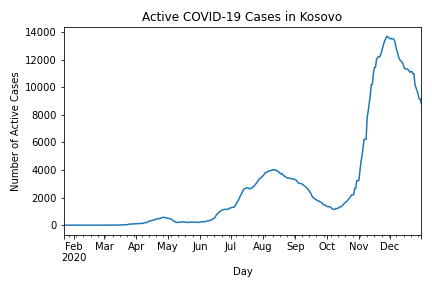 Active COVID-19 Cases in Kosovo
14000
12000
10000
8000
6000
4000
2000
0
Number of Active Cases
Feb Mar Apr May Jun Jul Aug Sep Oct Nov Dec
2020
Day